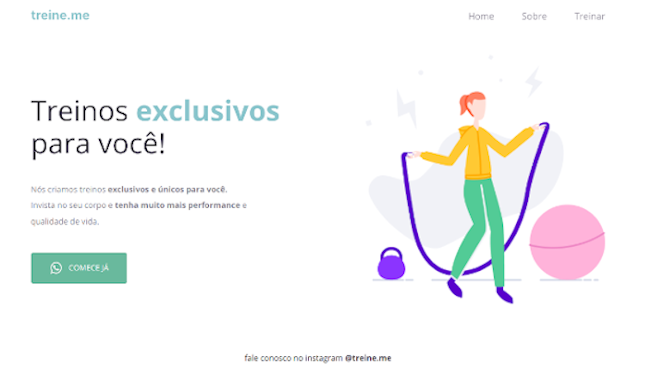 treine.me
Home Sobre Treinar
Treinos exclusivos
para você!
Nós criamos treinos exclusivos e únicos para você.
Invista no seu corpo e tenha muito mais performance e
qualidade de vida.
COMECE JÁ
fale conosco no instagram @treine.me